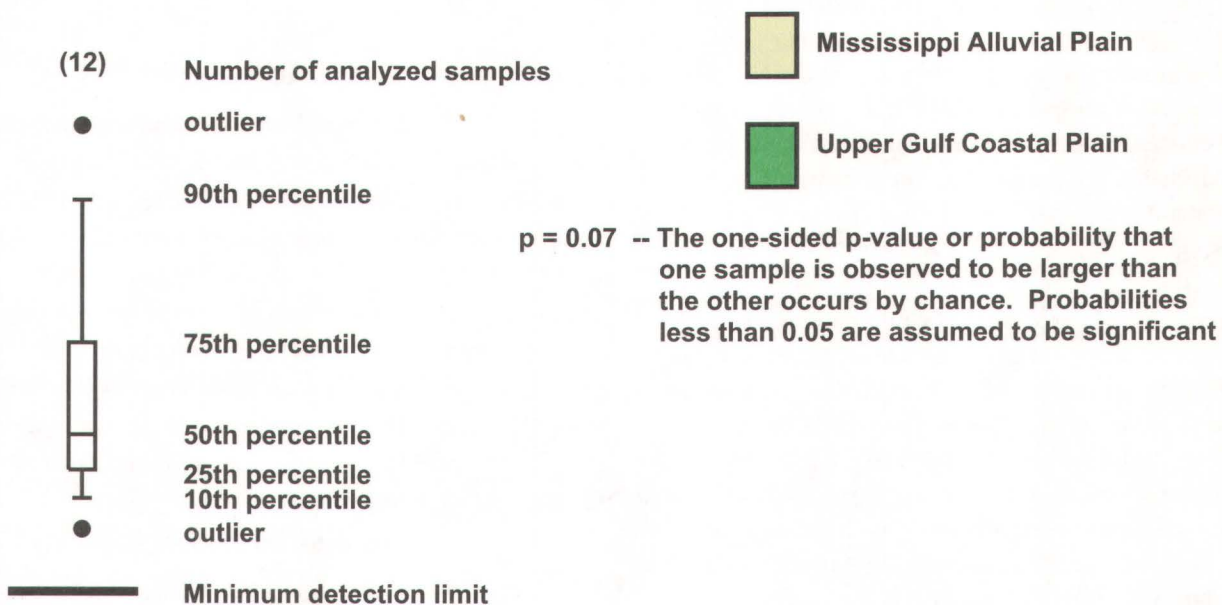 (12) Number of analyzed samples
outlier
90th percentile
75th percentile
50th percentile
25th percentile
10th percentile
outlier
Minimum detection limit
Mississippi Alluvial Plain
Upper Gulf Coastal Plain
p = 0.07 -- The one-sided p-value or probability that
one sample is observed to be larger than
the other occurs by chance. Probabilities
less than 0.05 are assumed to be significant